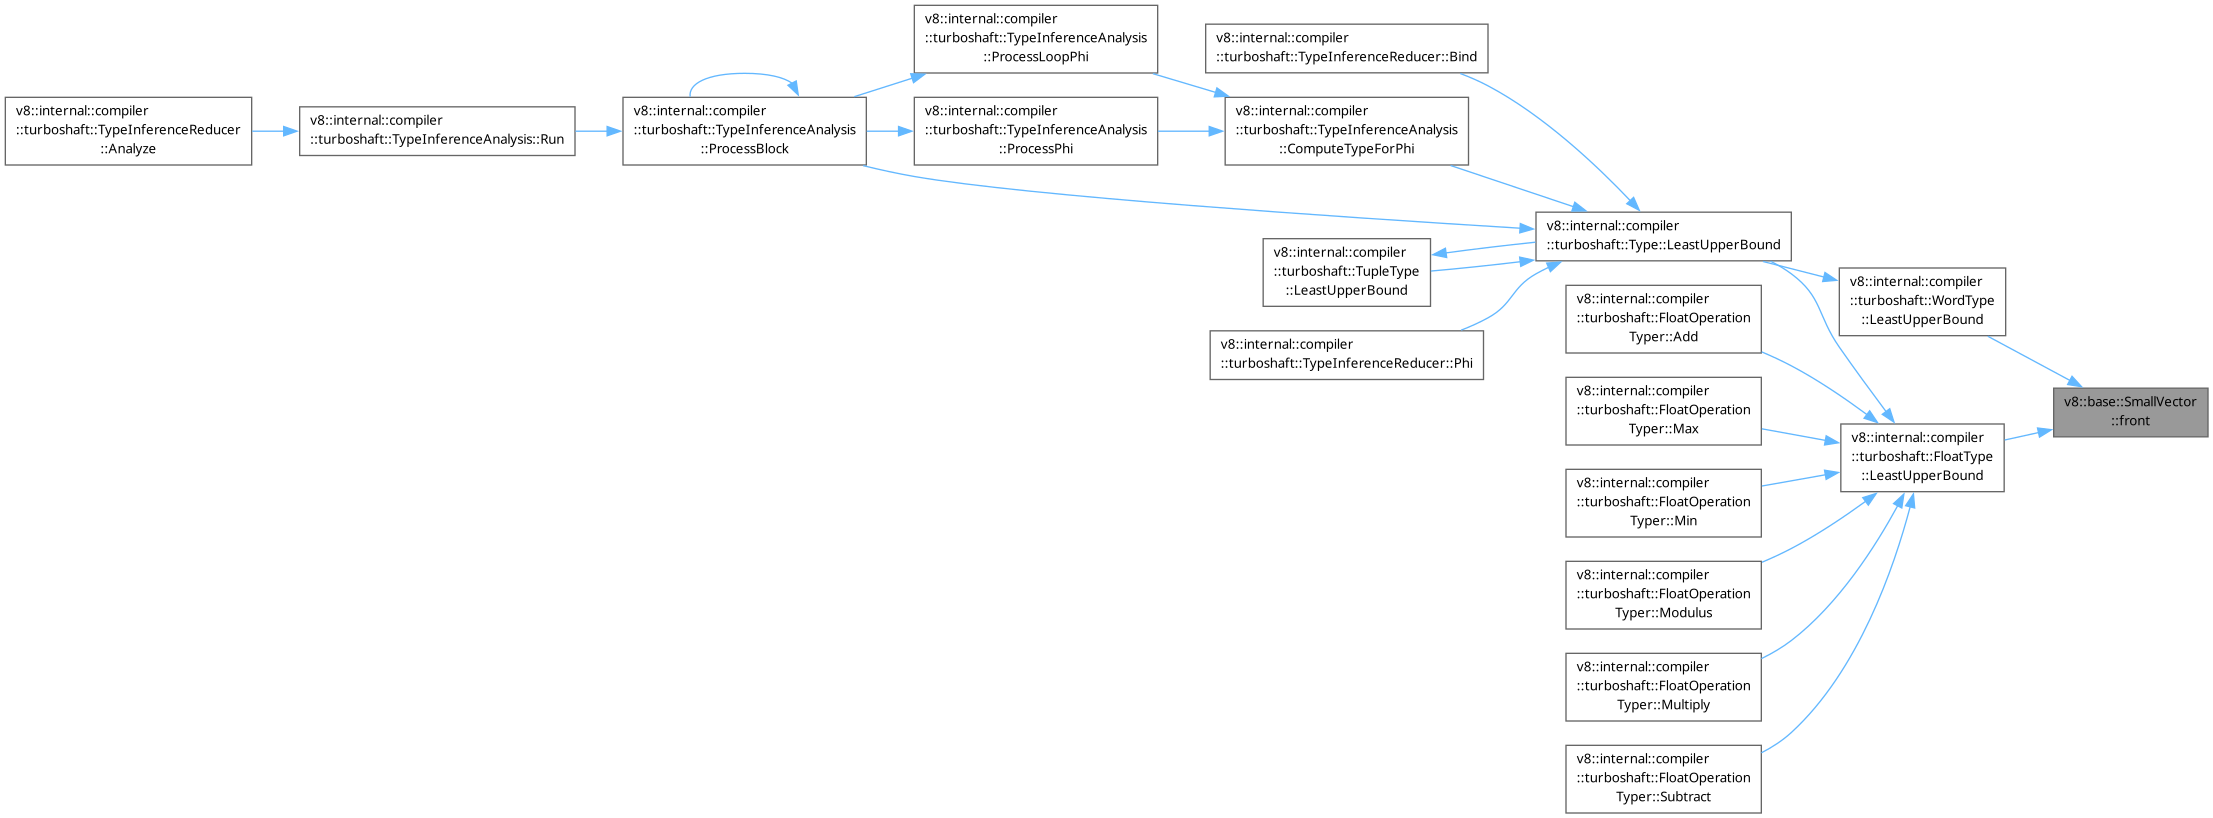 v8::internal::compiler
::turboshaft::TypeInferenceAnalysis
::ProcessLoopPhi
v8::internal::compiler
::turboshaft::TypeInferenceReducer::Bind
v8::internal::compiler
::turboshaft::TypeInferenceReducer
::Analyze
v8::internal::compiler
::turboshaft::TypeInferenceAnalysis::Run
v8::internal::compiler
::turboshaft::TypeInferenceAnalysis
::ProcessBlock
v8::internal::compiler
::turboshaft::TypeInferenceAnalysis
::ProcessPhi
v8::internal::compiler
::turboshaft::TypeInferenceAnalysis
::ComputeTypeForPhi
v8::internal::compiler
::turboshaft::Type::LeastUpperBound
v8::internal::compiler
::turboshaft::TupleType
::LeastUpperBound
v8::internal::compiler
::turboshaft::WordType
::LeastUpperBound
v8::internal::compiler
::turboshaft::FloatOperation
Typer::Add
v8::internal::compiler
::turboshaft::TypeInferenceReducer::Phi
v8::internal::compiler
::turboshaft::FloatOperation
Typer::Max
v8::base::SmallVector
::front
v8::internal::compiler
::turboshaft::FloatType
::LeastUpperBound
v8::internal::compiler
::turboshaft::FloatOperation
Typer::Min
v8::internal::compiler
::turboshaft::FloatOperation
Typer::Modulus
v8::internal::compiler
::turboshaft::FloatOperation
Typer::Multiply
v8::internal::compiler
::turboshaft::FloatOperation
Typer::Subtract